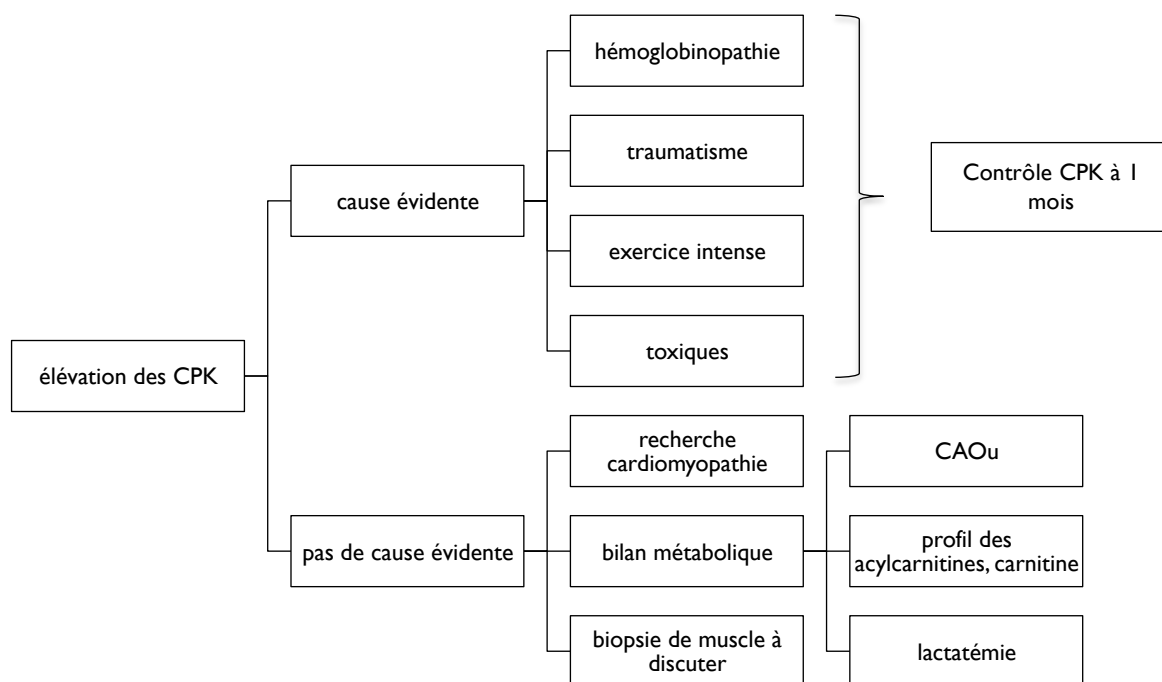 élévation des CPK
cause évidente
hémoglobinopathie
traumatisme
exercice intense
toxiques
Contrôle CPK à 1
mois
pas de cause évidente
recherche
cardiomyopathie
bilan métabolique
CAOu
profil des
acylcarnitines, carnitine
lactatémie
biopsie de muscle à
discuter